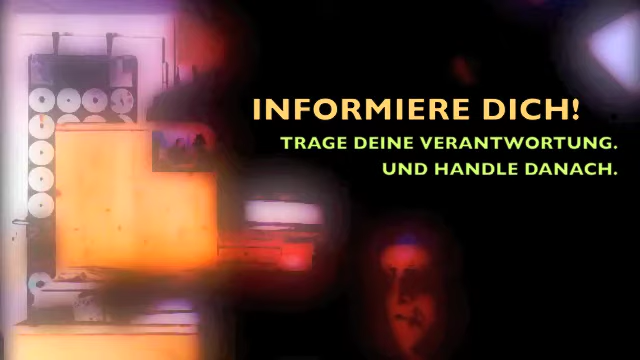 INFORMIERE DICH!
TRAGE DEINE VERANTWORTUNG.
UND HANDLE DANACH.